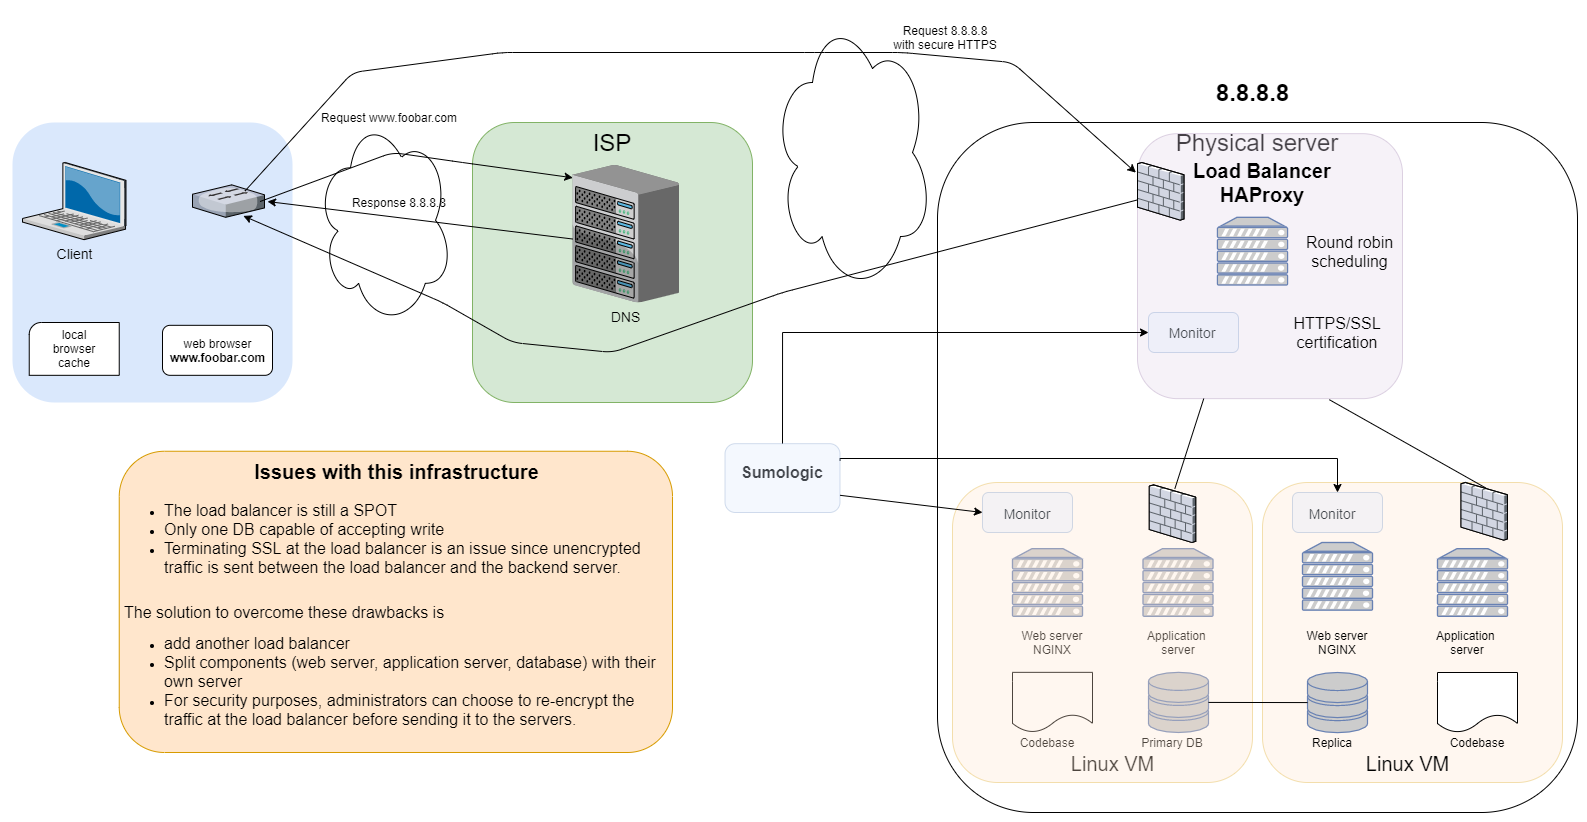 Request 8.8.8.8
with secure HTTPS
8.8.8.8
Request www.foobar.com
ISP
Physical server
Load Balancer
HAProxy
Response 8.8.8.8
Client
Round robin
scheduling
DNS
local
browser
cache
web browser
www.foobar.com
Monitor
HTTPS/SSL
certification
Issues with this infrastructure
• The load balancer is still a SPOT
• Only one DB capable of accepting write
• Terminating SSL at the load balancer is an issue since unencrypted
traffic is sent between the load balancer and the backend server.
The solution to overcome these drawbacks is
• add another load balancer
• Split components (web server, application server, database) with their
own server
• For security purposes, administrators can choose to re-encrypt the
traffic at the load balancer before sending it to the servers.
Sumologic
Monitor
Web server
NGINX
Application
server
Codebase
Primary DB
Linux VM
Monitor
Web server
NGINX
Application
server
Replica
Codebase
Linux VM